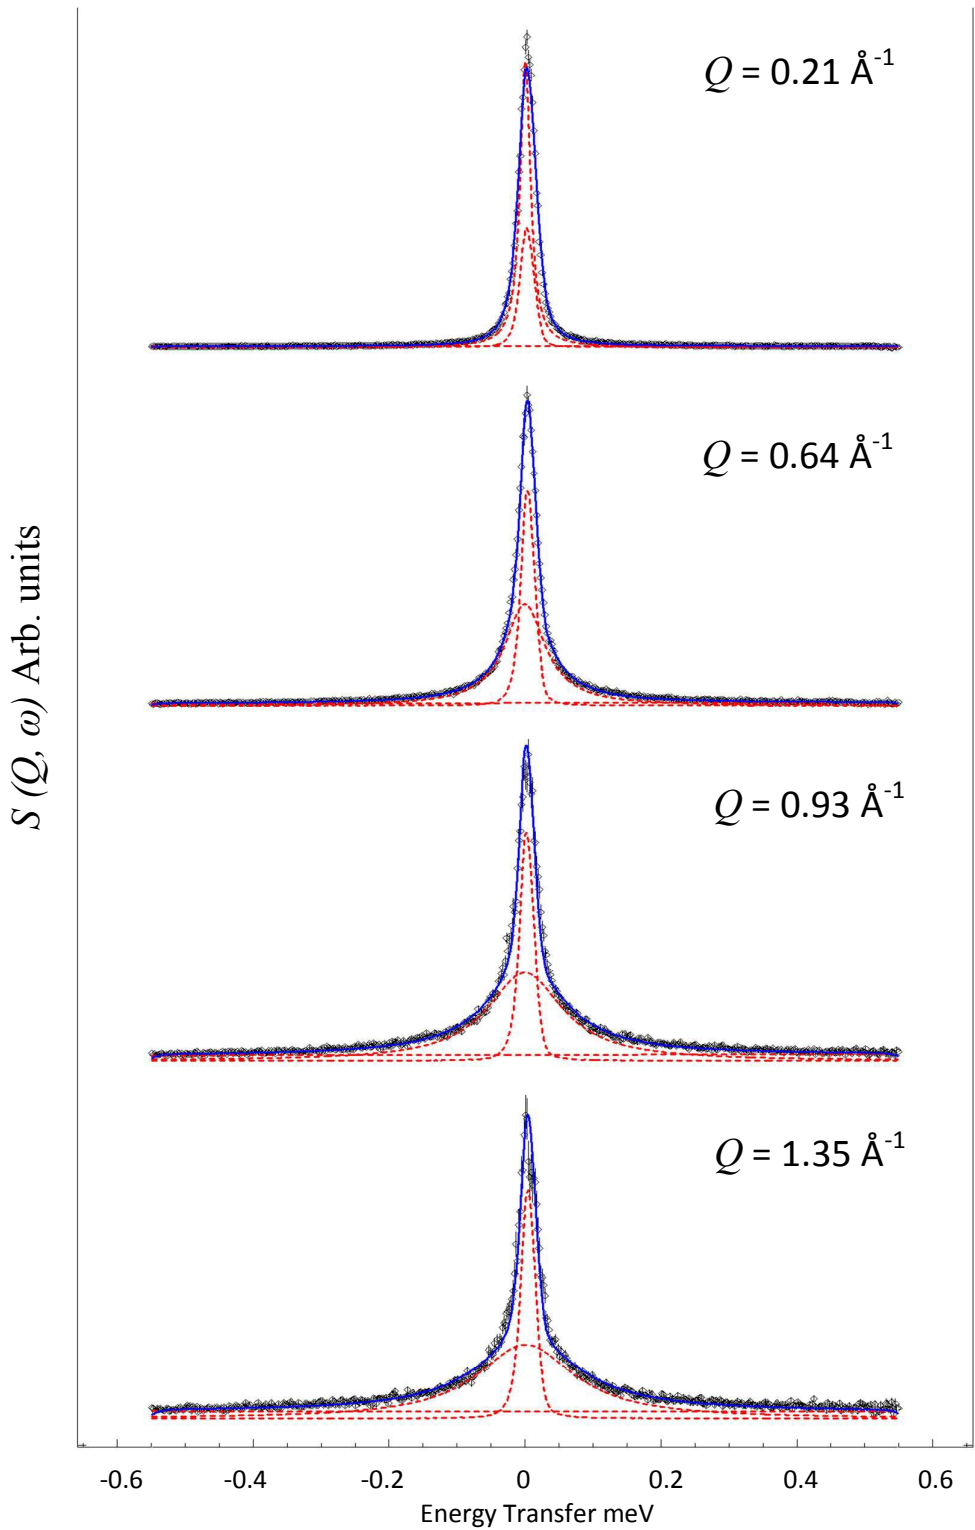 Q = 0.21 Å-1
Q = 0.64 Å-1
S (Q, ω) Arb. units
Q = 0.93 Å-1
Q = 1.35 Å-1
-0.6 -0.4 -0.2 0 0.2 0.4 0.6
Energy Transfer meV